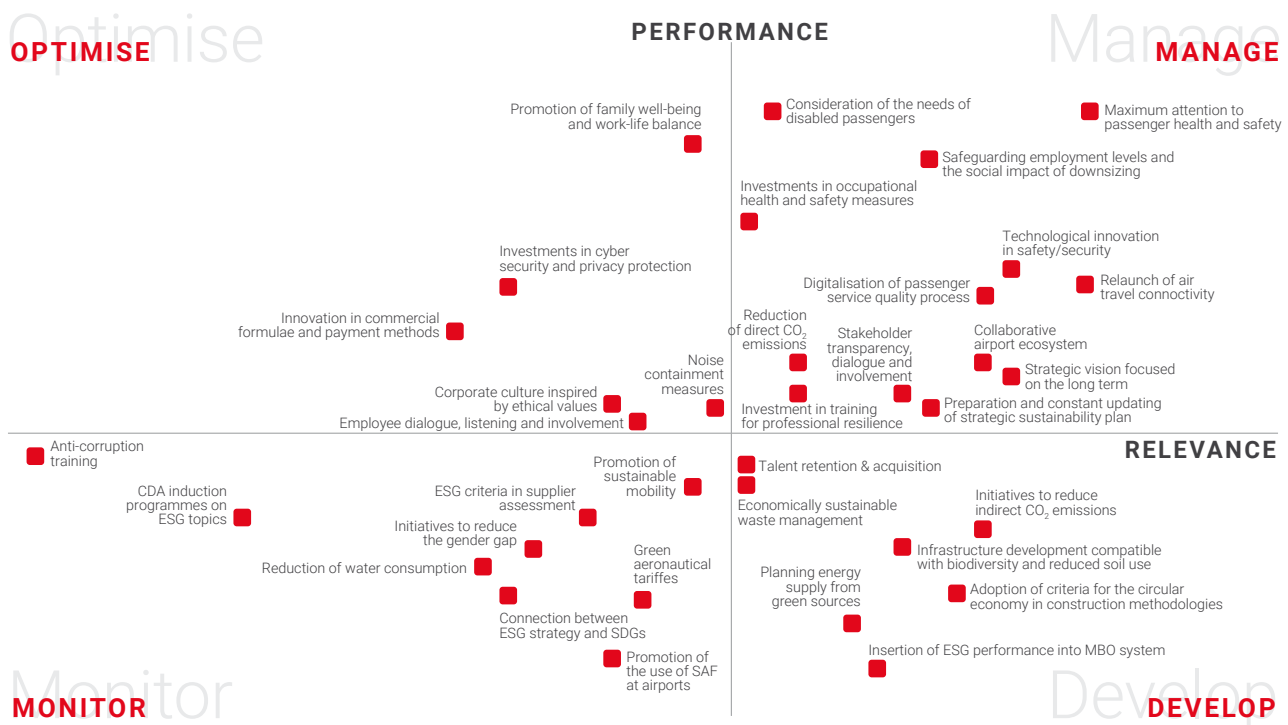 Optimise
OPTIMISE
PERFORMANCE
Manage
MANAGE
Promotion of family well-being
and work-life balance
Consideration of the needs of
disabled passengers
Maximum attention to
passenger health and safety
Safeguarding employment levels and
the social impact of downsizing
Investments in occupational
health and safety measures
Investments in cyber
security and privacy protection
Technological innovation
in safety/security
Digitalisation of passenger
service quality process
Relaunch of air
travel connoctivity
Innovation in commercial
formulae and payment methods
Reduction
of direct CO2
emissions
Stakeholder
transparency,
dialogue and
involvement
Collaborative
airport ecosystem
Noise
containment
measures
Strategic vision focused
on the long term
Corporate culture inspired
by ethical values
Employee dialogue, listening and involvement
Investment in training
for professional resilience
Preparation and constant updating
of strategic sustainability plan
RELEVANCE
Anti-corruption
training
Promotion of
sustainable
mobility
Talent retention & acquisition
CDA induction
programmes on
ESG topics
ESG criteria in supplier
assessment
Economically sustainable
waste management
Initiatives to reduce
indirect CO2 emissions
Initiatives to reduce
the gender gap
Reduction of water consumption
Green
aeronautical
tariffes
Infrastructure development compatible
with biodiversity and reduced soil use
Planning energy
supply from
green sources
Adoption of criteria for the circular
economy in construction methodologies
Connection between
ESG strategy and SDGs
Promotion of
the use of SAF
at airports
Insertion of ESG performance into MBO system
Monitor
MONITOR
Develop
DEVELOP